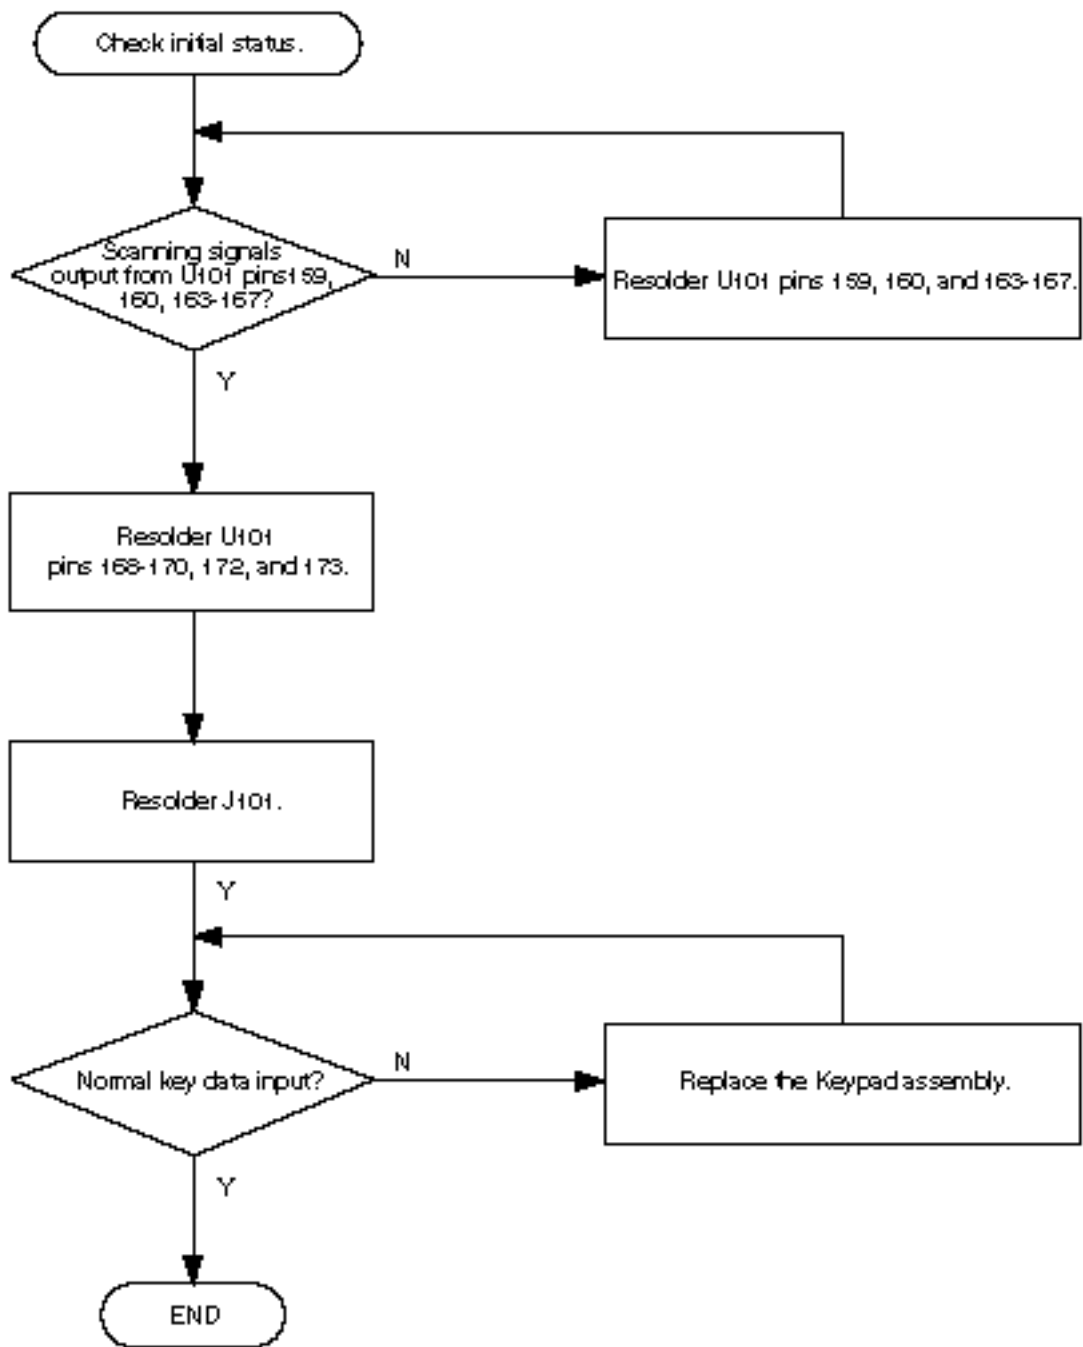 Check initial status.
Scanning signals
output from U101 pins159,
160, 163-167?
N
Resolder U101 pins 159, 160, and 163-167.
Y
Resolder U101
pins 168-170, 172, and 173.
Resolder J101.
Y
Normal key data input?
N
Replace the Keypad assembly.
Y
END